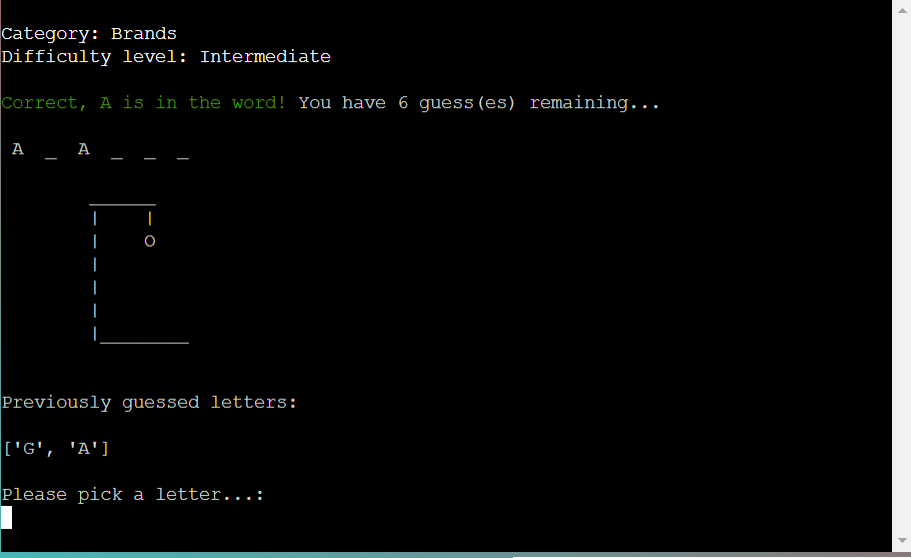 Category: Brands
Difficulty level: Intermediate
Correct, A is in the word! You have 6 guess(es) remaining...
A _ A _ _ _
Previously guessed letters:
['G', 'A']
Please pick a letter...: